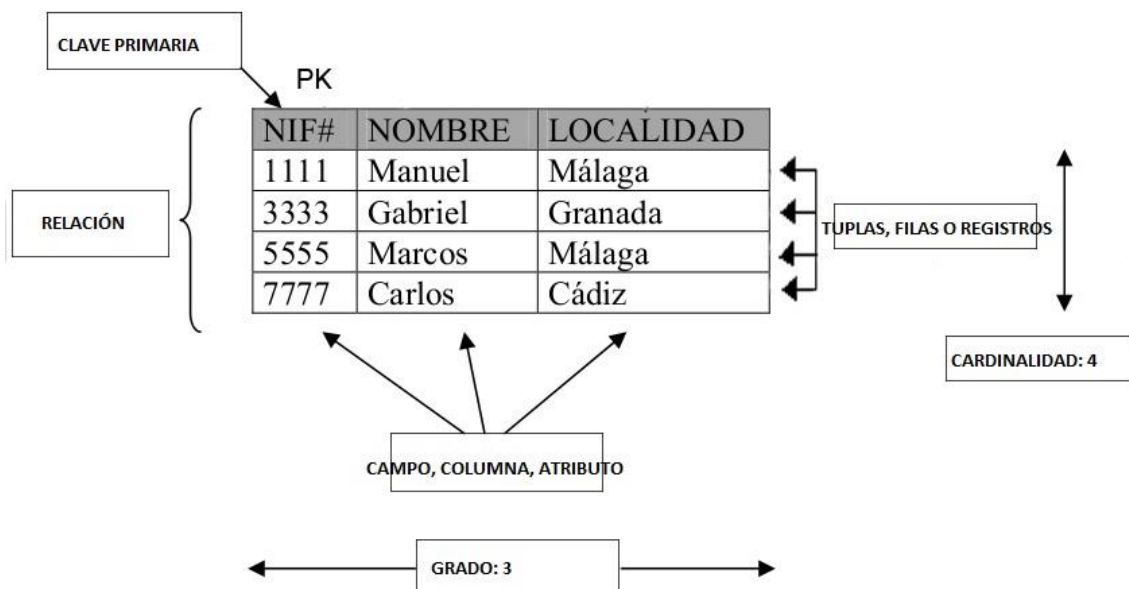 CLAVE PRIMARIA
PK
NIF# NOMBRE LOCALIDAD
1111 Manuel Málaga
3333 Gabriel Granada
5555 Marcos Málaga
7777 Carlos Cádiz
RELACIÓN
TUPLAS, FILAS O REGISTROS
CARDINALIDAD: 4
CAMPO, COLUMNA, ATRIBUTO
GRADO: 3